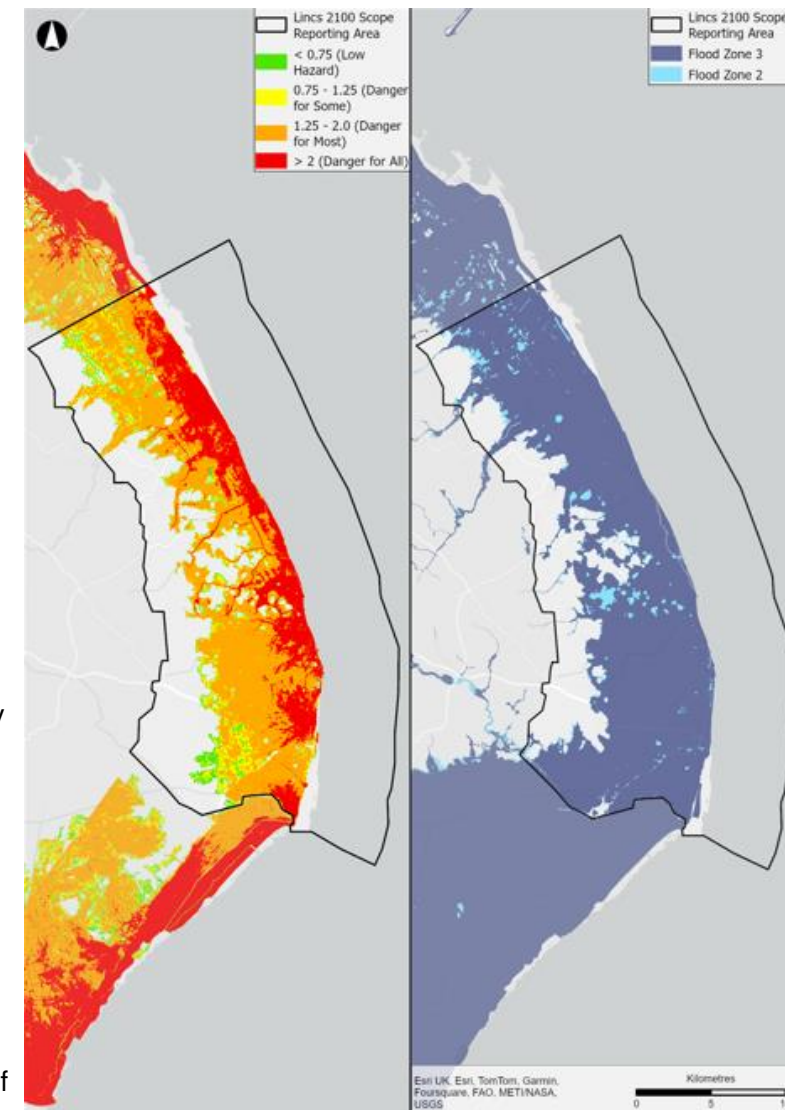 Lincs 2100 Scope
Reporting Area
< 0.75 (Low
Hazard)
0.75 - 1.25 (Danger
for Some)
1.25 - 2.0 (Danger
for Most)
> 2 (Danger for All)
Lincs 2100 Scope
Reporting Area
Flood Zone 3
Flood Zone 2
y
of
Esri UK, Esri, TomTom, Garmin,
Foursquare, FAO, METI/NASA,
USGS
Kilometres
0 5 1